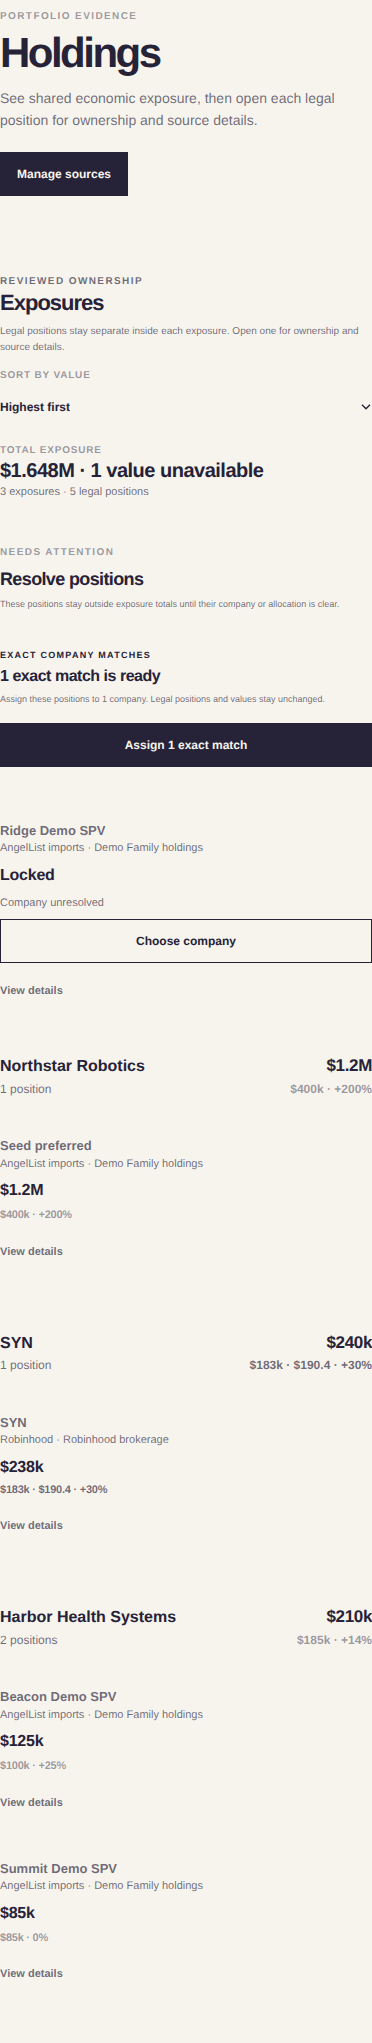 PORTFOLIO EVIDENCE
Holdings
See shared economic exposure, then open each legal
position for ownership and source details.
Manage sources
REVIEWED OWNERSHIP
Exposures
Legal positions stay separate inside each exposure. Open one for ownership and
source details.
SORT BY VALUE
Highest first
TOTAL EXPOSURE
$1.648M · 1 value unavailable
3 exposures · 5 legal positions
NEEDS ATTENTION
Resolve positions
These positions stay outside exposure totals until their company or allocation is clear.
EXACT COMPANY MATCHES
1 exact match is ready
Assign these positions to 1 company. Legal positions and values stay unchanged.
Assign 1 exact match
Ridge Demo SPV
AngelList imports · Demo Family holdings
Locked
Company unresolved
Choose company
View details
Northstar Robotics $1.2M
1 position $400k · +200%
Seed preferred
AngelList imports · Demo Family holdings
$1.2M
$400k · +200%
View details
SYN $240k
1 position $183k · $190.4 · +30%
SYN
Robinhood · Robinhood brokerage
$238k
$183k · $190.4 · +30%
View details
Harbor Health Systems $210k
2 positions $185k · +14%
Beacon Demo SPV
AngelList imports · Demo Family holdings
$125k
$100k · +25%
View details
Summit Demo SPV
AngelList imports · Demo Family holdings
$85k
$85k · 0%
View details